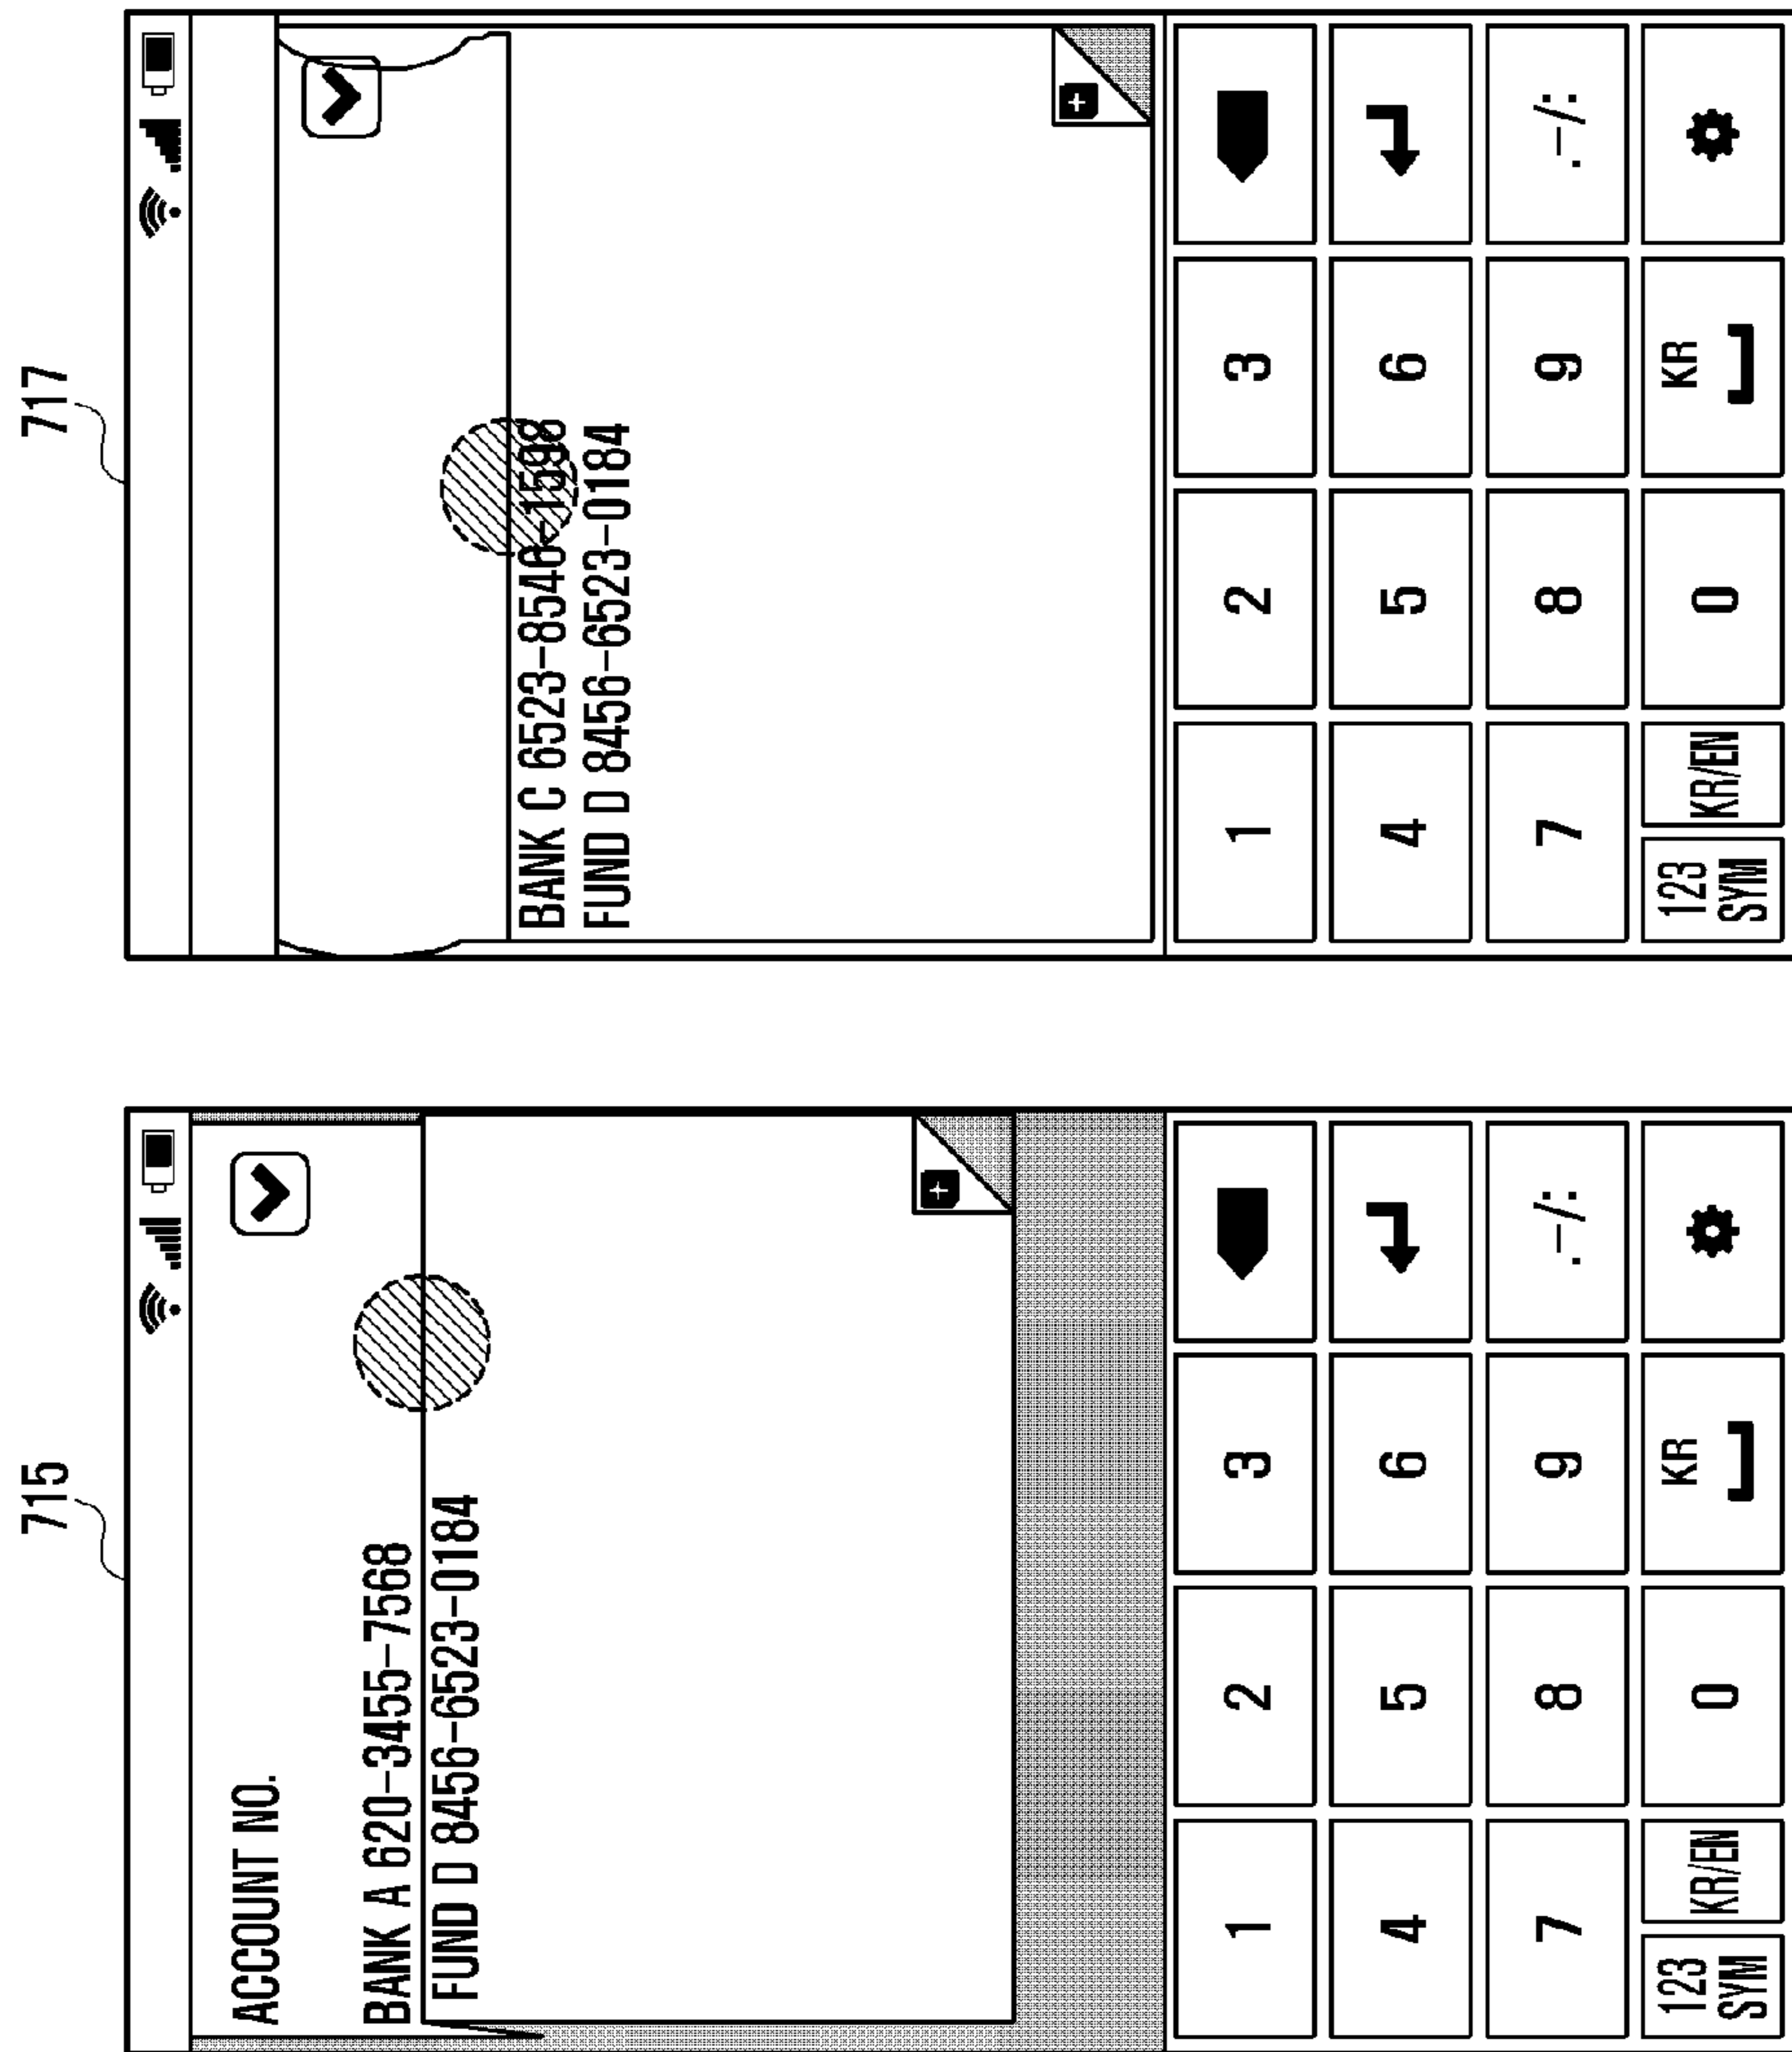 715
ACCOUNT NO.
BANK A 620-3455-7568
FUND D 8456-6523-0184
1 2 3
4 5 6 .-/:
7 8 9
123 SYM KR/EN 0 KR
717
BANK C 6523-8546-1598
FUND D 8456-6523-0184
1 2 3
4 5 6
7 8 9 .-/:
123 SYM KR/EN 0 KR